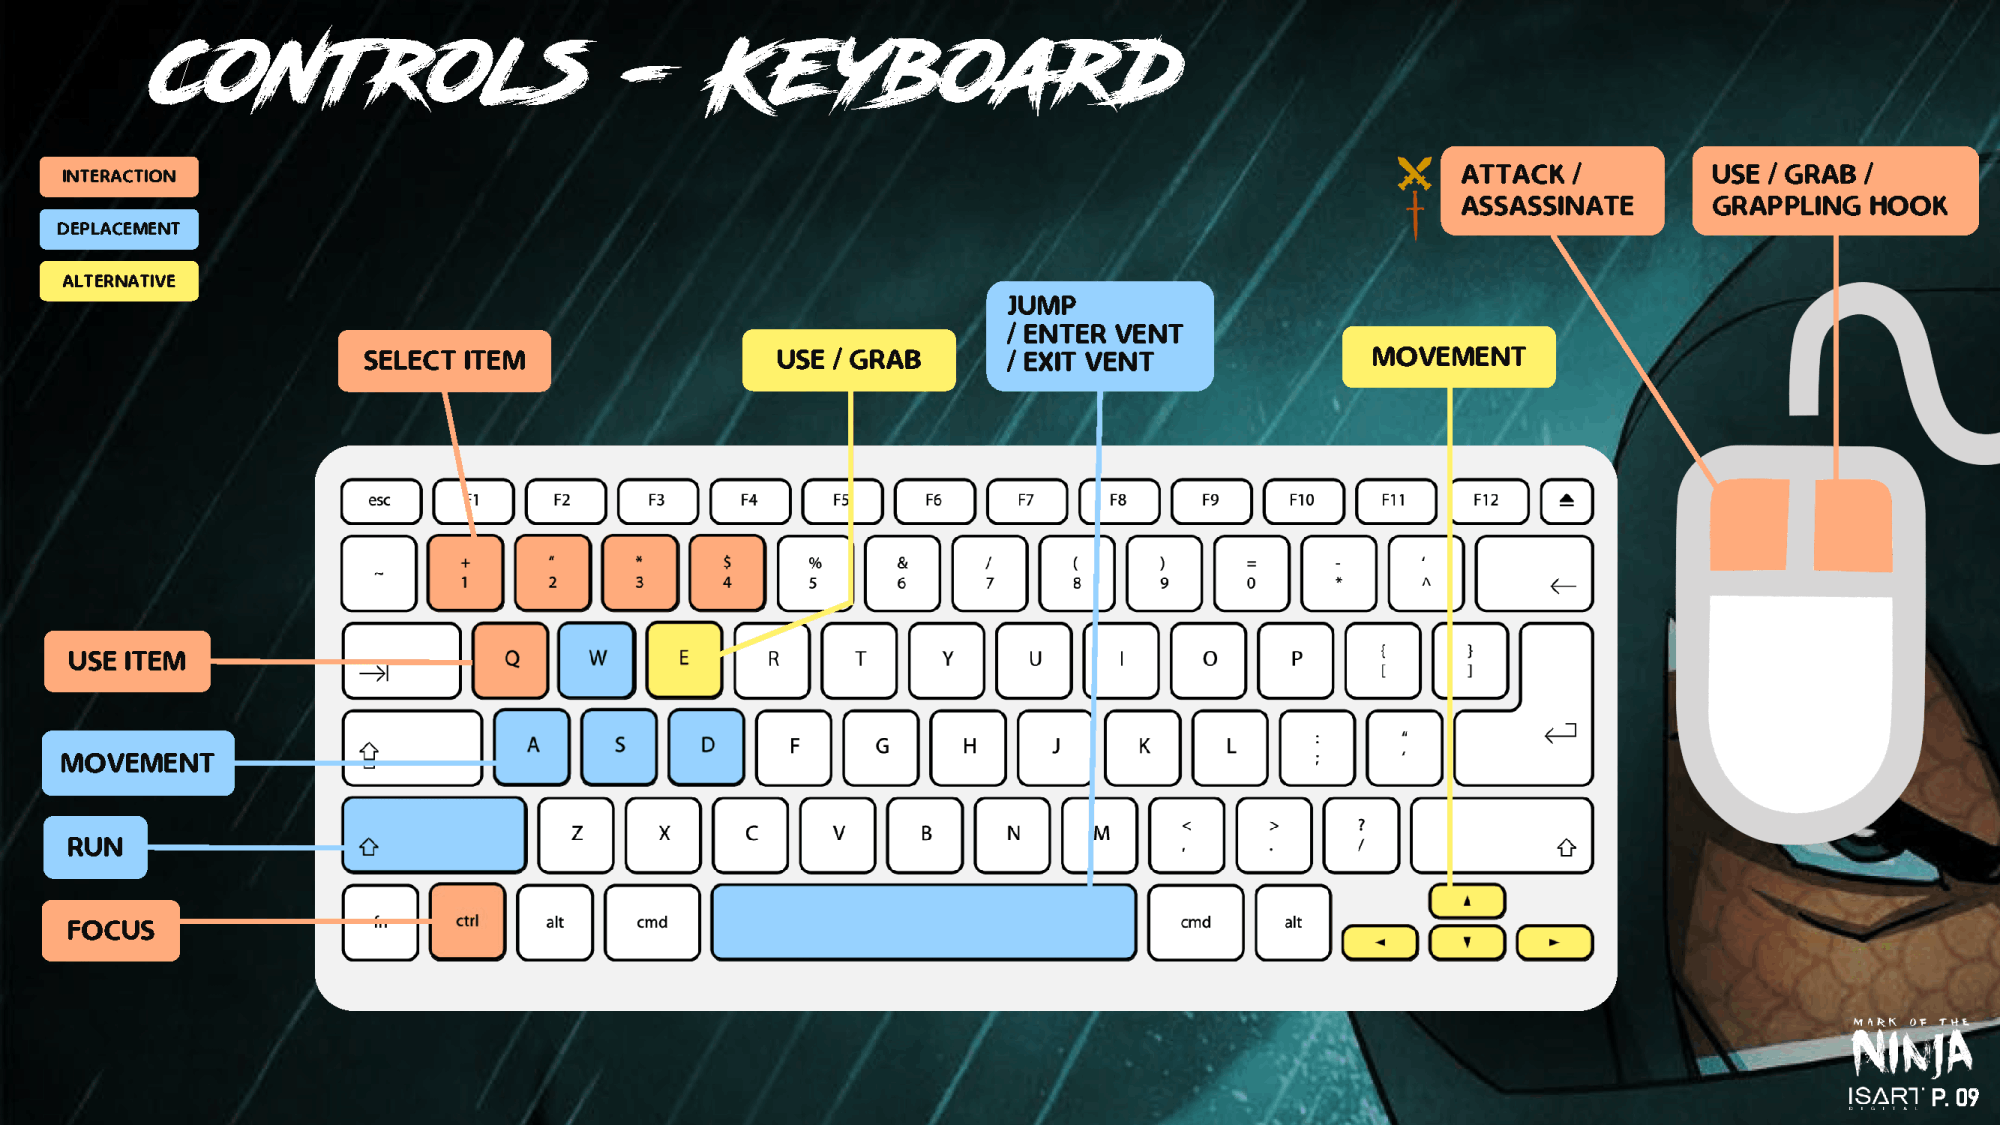 CONTROLS - KEYBOARD
INTERACTION
DEPLACEMENT
ALTERNATIVE
ATTACK /
ASSASSINATE
USE / GRAB /
GRAPPLING HOOK
JUMP
/ ENTER VENT
/ EXIT VENT
SELECT ITEM
USE / GRAB
MOVEMENT
esc F1 F2 F3 F4 F5 F6 F7 F8 F9 F10 F11 F12
+ " * $ % & / ( ) = - ‘
~ 1 2 3 4 5 6 7 8 9 0 * ^
USE ITEM
Q W E R T Y U I O P { }
[ ]
MOVEMENT
A S D F G H J K L : "
; ,
RUN
Z X C V B N M < > ?
, . /
FOCUS
fn ctrl alt cmd cmd alt
MARK OF THE
NINJA
ISART P. 09
DIGITAL